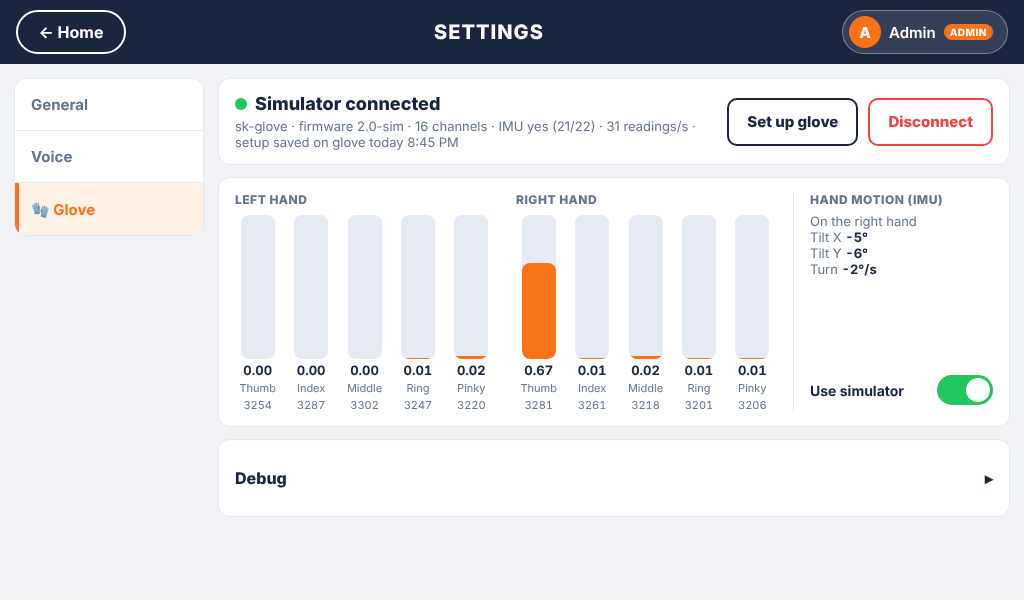 ← Home
SETTINGS
A Admin ADMIN
General
Voice
Glove
Simulator connected
sk-glove · firmware 2.0-sim · 16 channels · IMU yes (21/22) · 31 readings/s ·
setup saved on glove today 8:45 PM
Set up glove
Disconnect
LEFT HAND
0.00 0.00 0.00 0.01 0.02
Thumb Index Middle Ring Pinky
3254 3287 3302 3247 3220
RIGHT HAND
0.67 0.01 0.02 0.01 0.01
Thumb Index Middle Ring Pinky
3281 3261 3218 3201 3206
HAND MOTION (IMU)
On the right hand
Tilt X -5°
Tilt Y -6°
Turn -2°/s
Use simulator
Debug